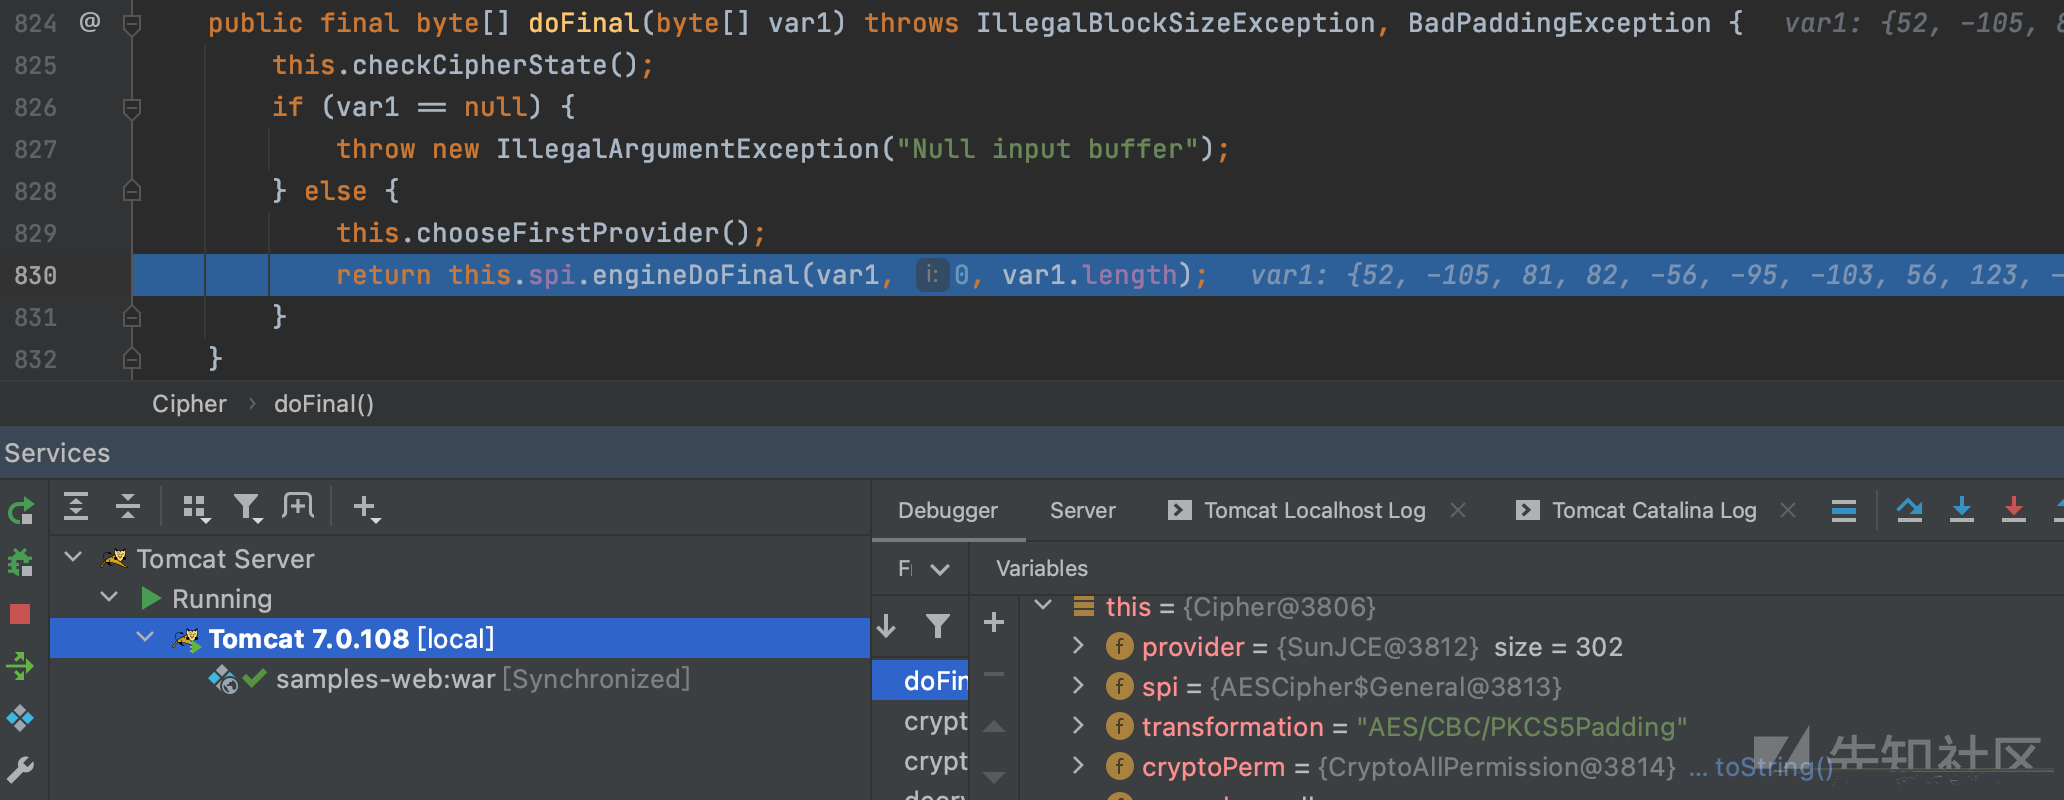 824 @ public final byte[] doFinal(byte[] var1) throws IllegalBlockSizeException, BadPaddingException { var1: {52, -105, 8
825 this.checkCipherState();
826 if (var1 == null) {
827 throw new IllegalArgumentException("Null input buffer");
828 } else {
829 this.chooseFirstProvider();
830 return this.spi.engineDoFinal(var1, i: 0, var1.length); var1: {52, -105, 81, 82, -56, -95, -103, 56, 123, -
831 }
832 }
Cipher › doFinal()
Services
Debugger Server Tomcat Localhost Log Tomcat Catalina Log
Tomcat Server
Running
Tomcat 7.0.108 [local]
samples-web:war [Synchronized]
Variables
doFin
crypt
crypt
decry
this = {Cipher@3806}
provider = {SunJCE@3812} size = 302
spi = {AESCipher$General@3813}
transformation = "AES/CBC/PKCS5Padding"
cryptoPerm = {CryptoAllPermission@3814} ... toString()
先知社区